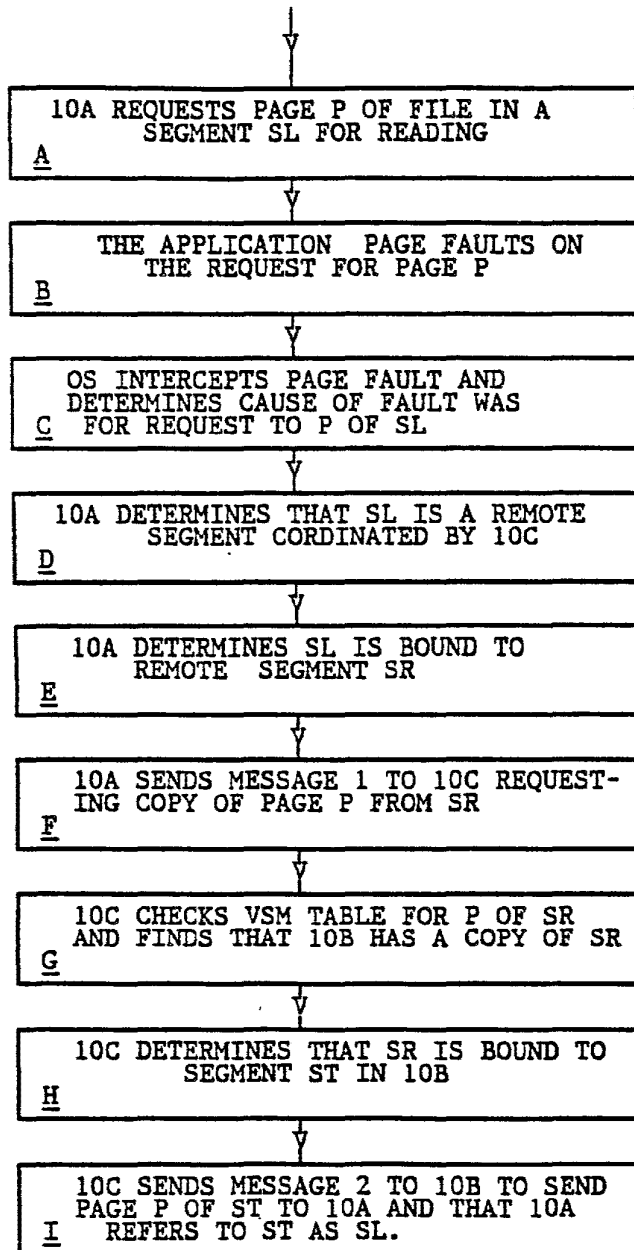 10A REQUESTS PAGE P OF FILE IN A
SEGMENT SL FOR READING
A
THE APPLICATION PAGE FAULTS ON
THE REQUEST FOR PAGE P
B
OS INTERCEPTS PAGE FAULT AND
DETERMINES CAUSE OF FAULT WAS
FOR REQUEST TO P OF SL
C
10A DETERMINES THAT SL IS A REMOTE
SEGMENT CORDINATED BY 10C
D
10A DETERMINES SL IS BOUND TO
REMOTE SEGMENT SR
E
10A SENDS MESSAGE 1 TO 10C REQUEST-
ING COPY OF PAGE P FROM SR
F
10C CHECKS VSM TABLE FOR P OF SR
AND FINDS THAT 10B HAS A COPY OF SR
G
10C DETERMINES THAT SR IS BOUND TO
SEGMENT ST IN 10B
H
10C SENDS MESSAGE 2 TO 10B TO SEND
PAGE P OF ST TO 10A AND THAT 10A
REFERS TO ST AS SL.
I